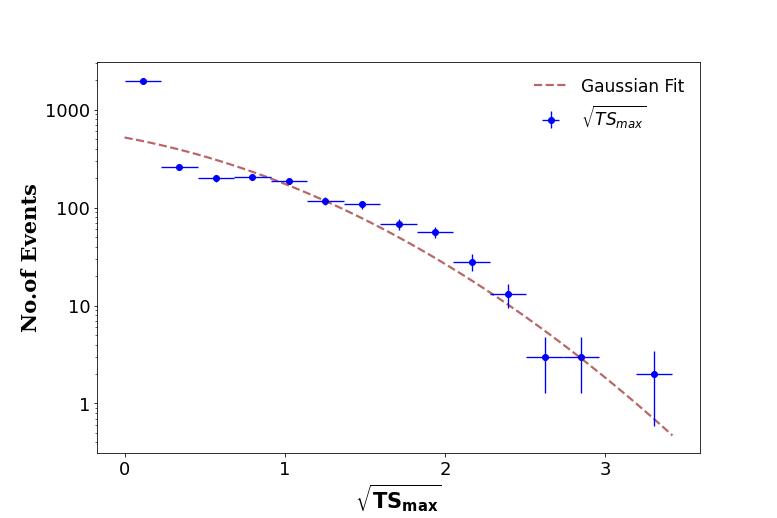 Gaussian Fit
√TSmax
1000
100
10
1
No.of Events
0 1 2 3
√TSmax